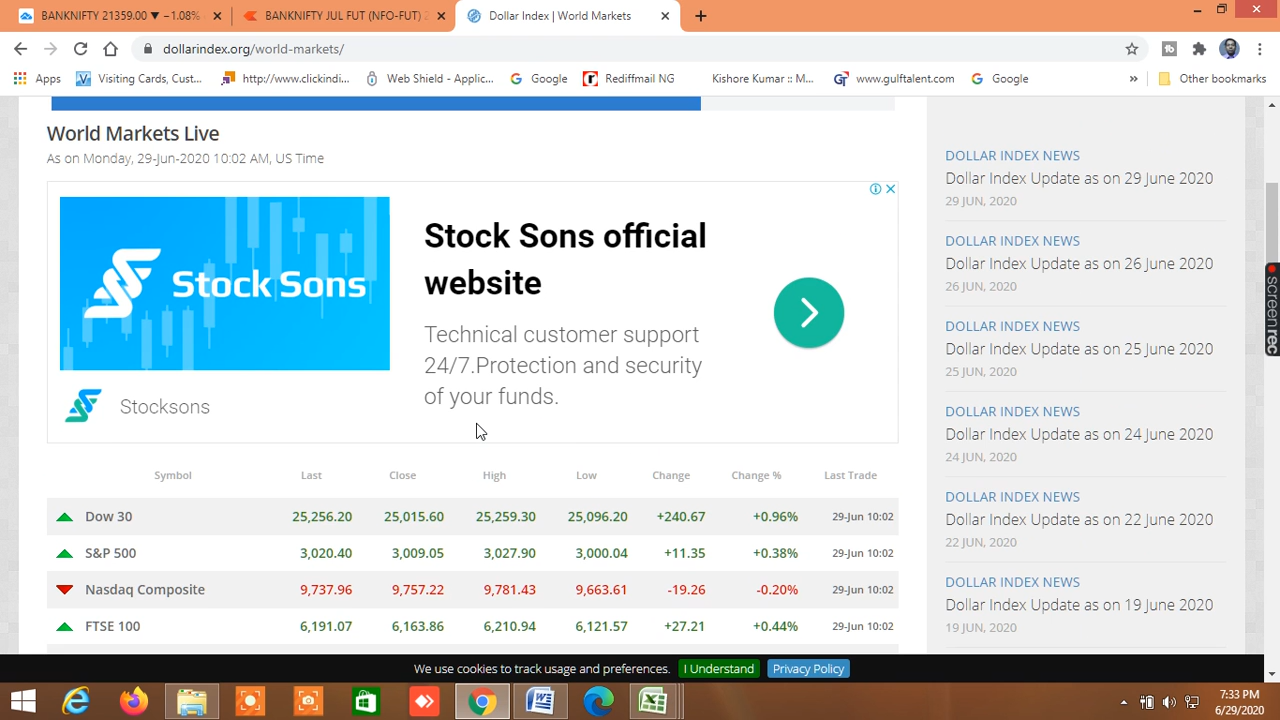 BANKNIFTY 21359.00 ▼ −1.08%
BANKNIFTY JUL FUT (NFO-FUT)
Dollar Index | World Markets
dollarindex.org/world-markets/
Apps
Visiting Cards, Cust...
http://www.clickindi...
Web Shield - Applic...
Google
Rediffmail NG
Kishore Kumar :: M...
www.gulftalent.com
Google
»
Other bookmarks
World Markets Live
As on Monday, 29-Jun-2020 10:02 AM, US Time
Stock Sons
Stocksons
Stock Sons official
website
Technical customer support
24/7.Protection and security
of your funds.
Symbol Last Close High Low Change Change % Last Trade
Dow 30 25,256.20 25,015.60 25,259.30 25,096.20 +240.67 +0.96% 29-Jun 10:02
S&P 500 3,020.40 3,009.05 3,027.90 3,000.04 +11.35 +0.38% 29-Jun 10:02
Nasdaq Composite 9,737.96 9,757.22 9,781.43 9,663.61 -19.26 -0.20% 29-Jun 10:02
FTSE 100 6,191.07 6,163.86 6,210.94 6,121.57 +27.21 +0.44% 29-Jun 10:02
DOLLAR INDEX NEWS
Dollar Index Update as on 29 June 2020
29 JUN, 2020
DOLLAR INDEX NEWS
Dollar Index Update as on 26 June 2020
26 JUN, 2020
DOLLAR INDEX NEWS
Dollar Index Update as on 25 June 2020
25 JUN, 2020
DOLLAR INDEX NEWS
Dollar Index Update as on 24 June 2020
24 JUN, 2020
DOLLAR INDEX NEWS
Dollar Index Update as on 22 June 2020
22 JUN, 2020
DOLLAR INDEX NEWS
Dollar Index Update as on 19 June 2020
19 JUN, 2020
screenrec
We use cookies to track usage and preferences. I Understand Privacy Policy
7:33 PM
6/29/2020